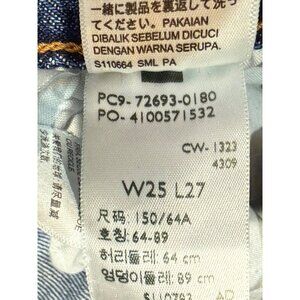 一緒に製品を裏返して洗っ
てください。PAKAIAN
DIBALIK SEBELUM DICUCI
DENGAN WARNA SERUPA.
S110664 SML PA
PC9- 72693-0180
PO- 4100571532
CW- 1323
4309
W25 L27
尺码: 150/64A
호칭: 64-89
허리둘레: 64 cm
엉덩이둘레: 89 cm
S110783 AD